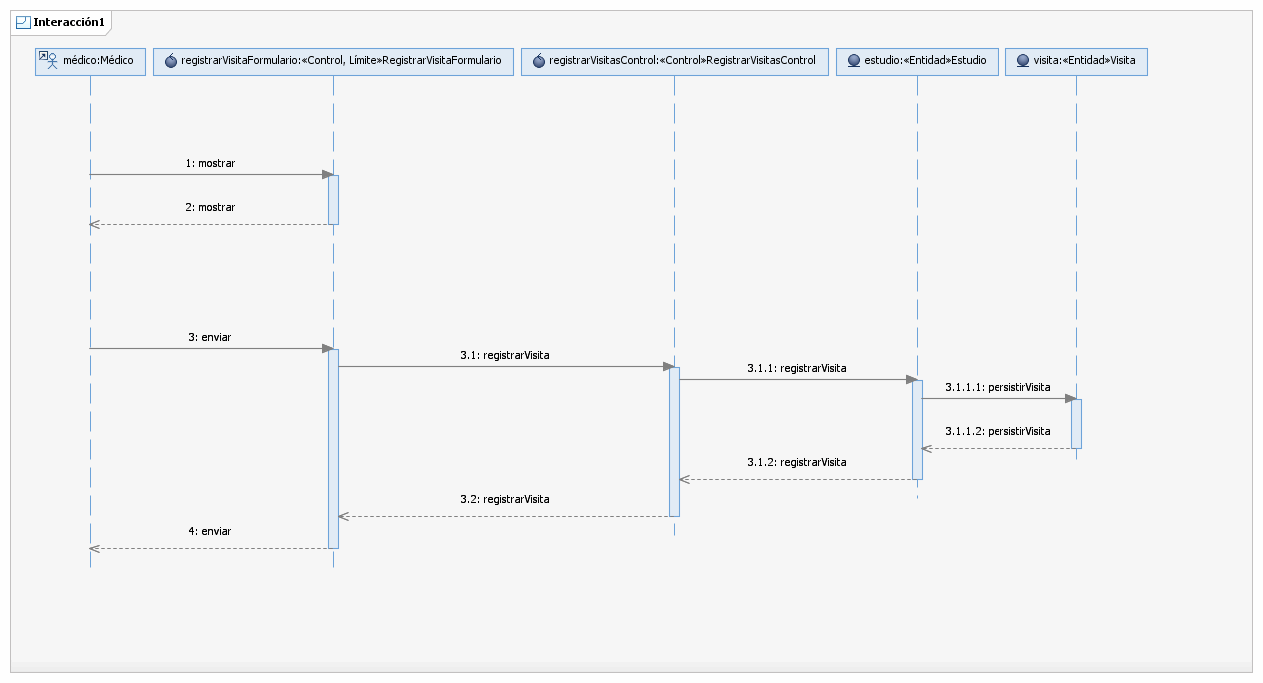 Interacción1
médico:Médico
registrarVisitaFormulario:«Control, Límite»RegistrarVisitaFormulario
registrarVisitasControl:«Control»RegistrarVisitasControl
estudio:«Entidad»Estudio
visita:«Entidad»Visita
1: mostrar
2: mostrar
3: enviar
3.1: registrarVisita
3.1.1: registrarVisita
3.1.1.1: persistirVisita
3.1.1.2: persistirVisita
3.1.2: registrarVisita
3.2: registrarVisita
4: enviar